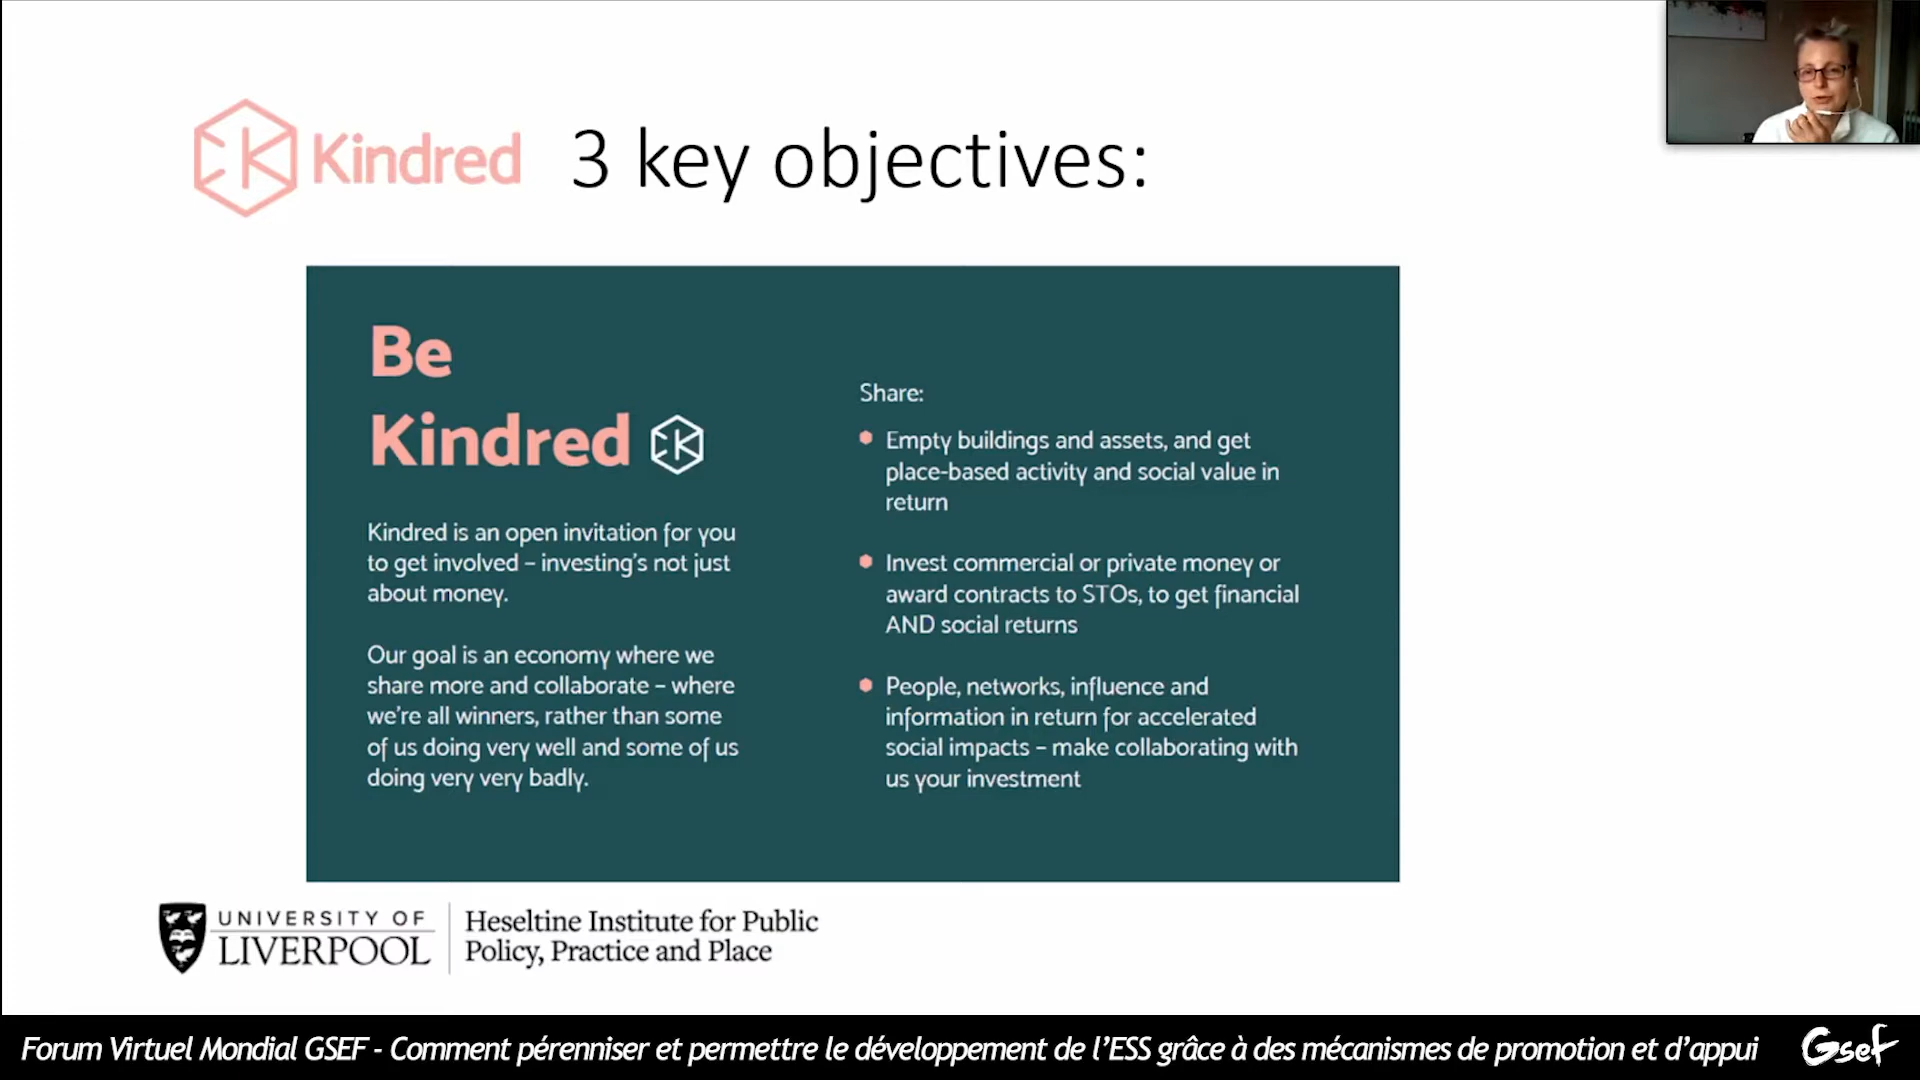 Kindred 3 key objectives:
Be
Kindred
Kindred is an open invitation for you
to get involved – investing's not just
about money.
Our goal is an economy where we
share more and collaborate – where
we're all winners, rather than some
of us doing very well and some of us
doing very very badly.
Share:
Empty buildings and assets, and get
place-based activity and social value in
return
Invest commercial or private money or
award contracts to STOs, to get financial
AND social returns
People, networks, influence and
information in return for accelerated
social impacts – make collaborating with
us your investment
UNIVERSITY OF
LIVERPOOL
Heseltine Institute for Public
Policy, Practice and Place
Forum Virtuel Mondial GSEF - Comment pérenniser et permettre le développement de l'ESS grâce à des mécanismes de promotion et d'appui
Gsef